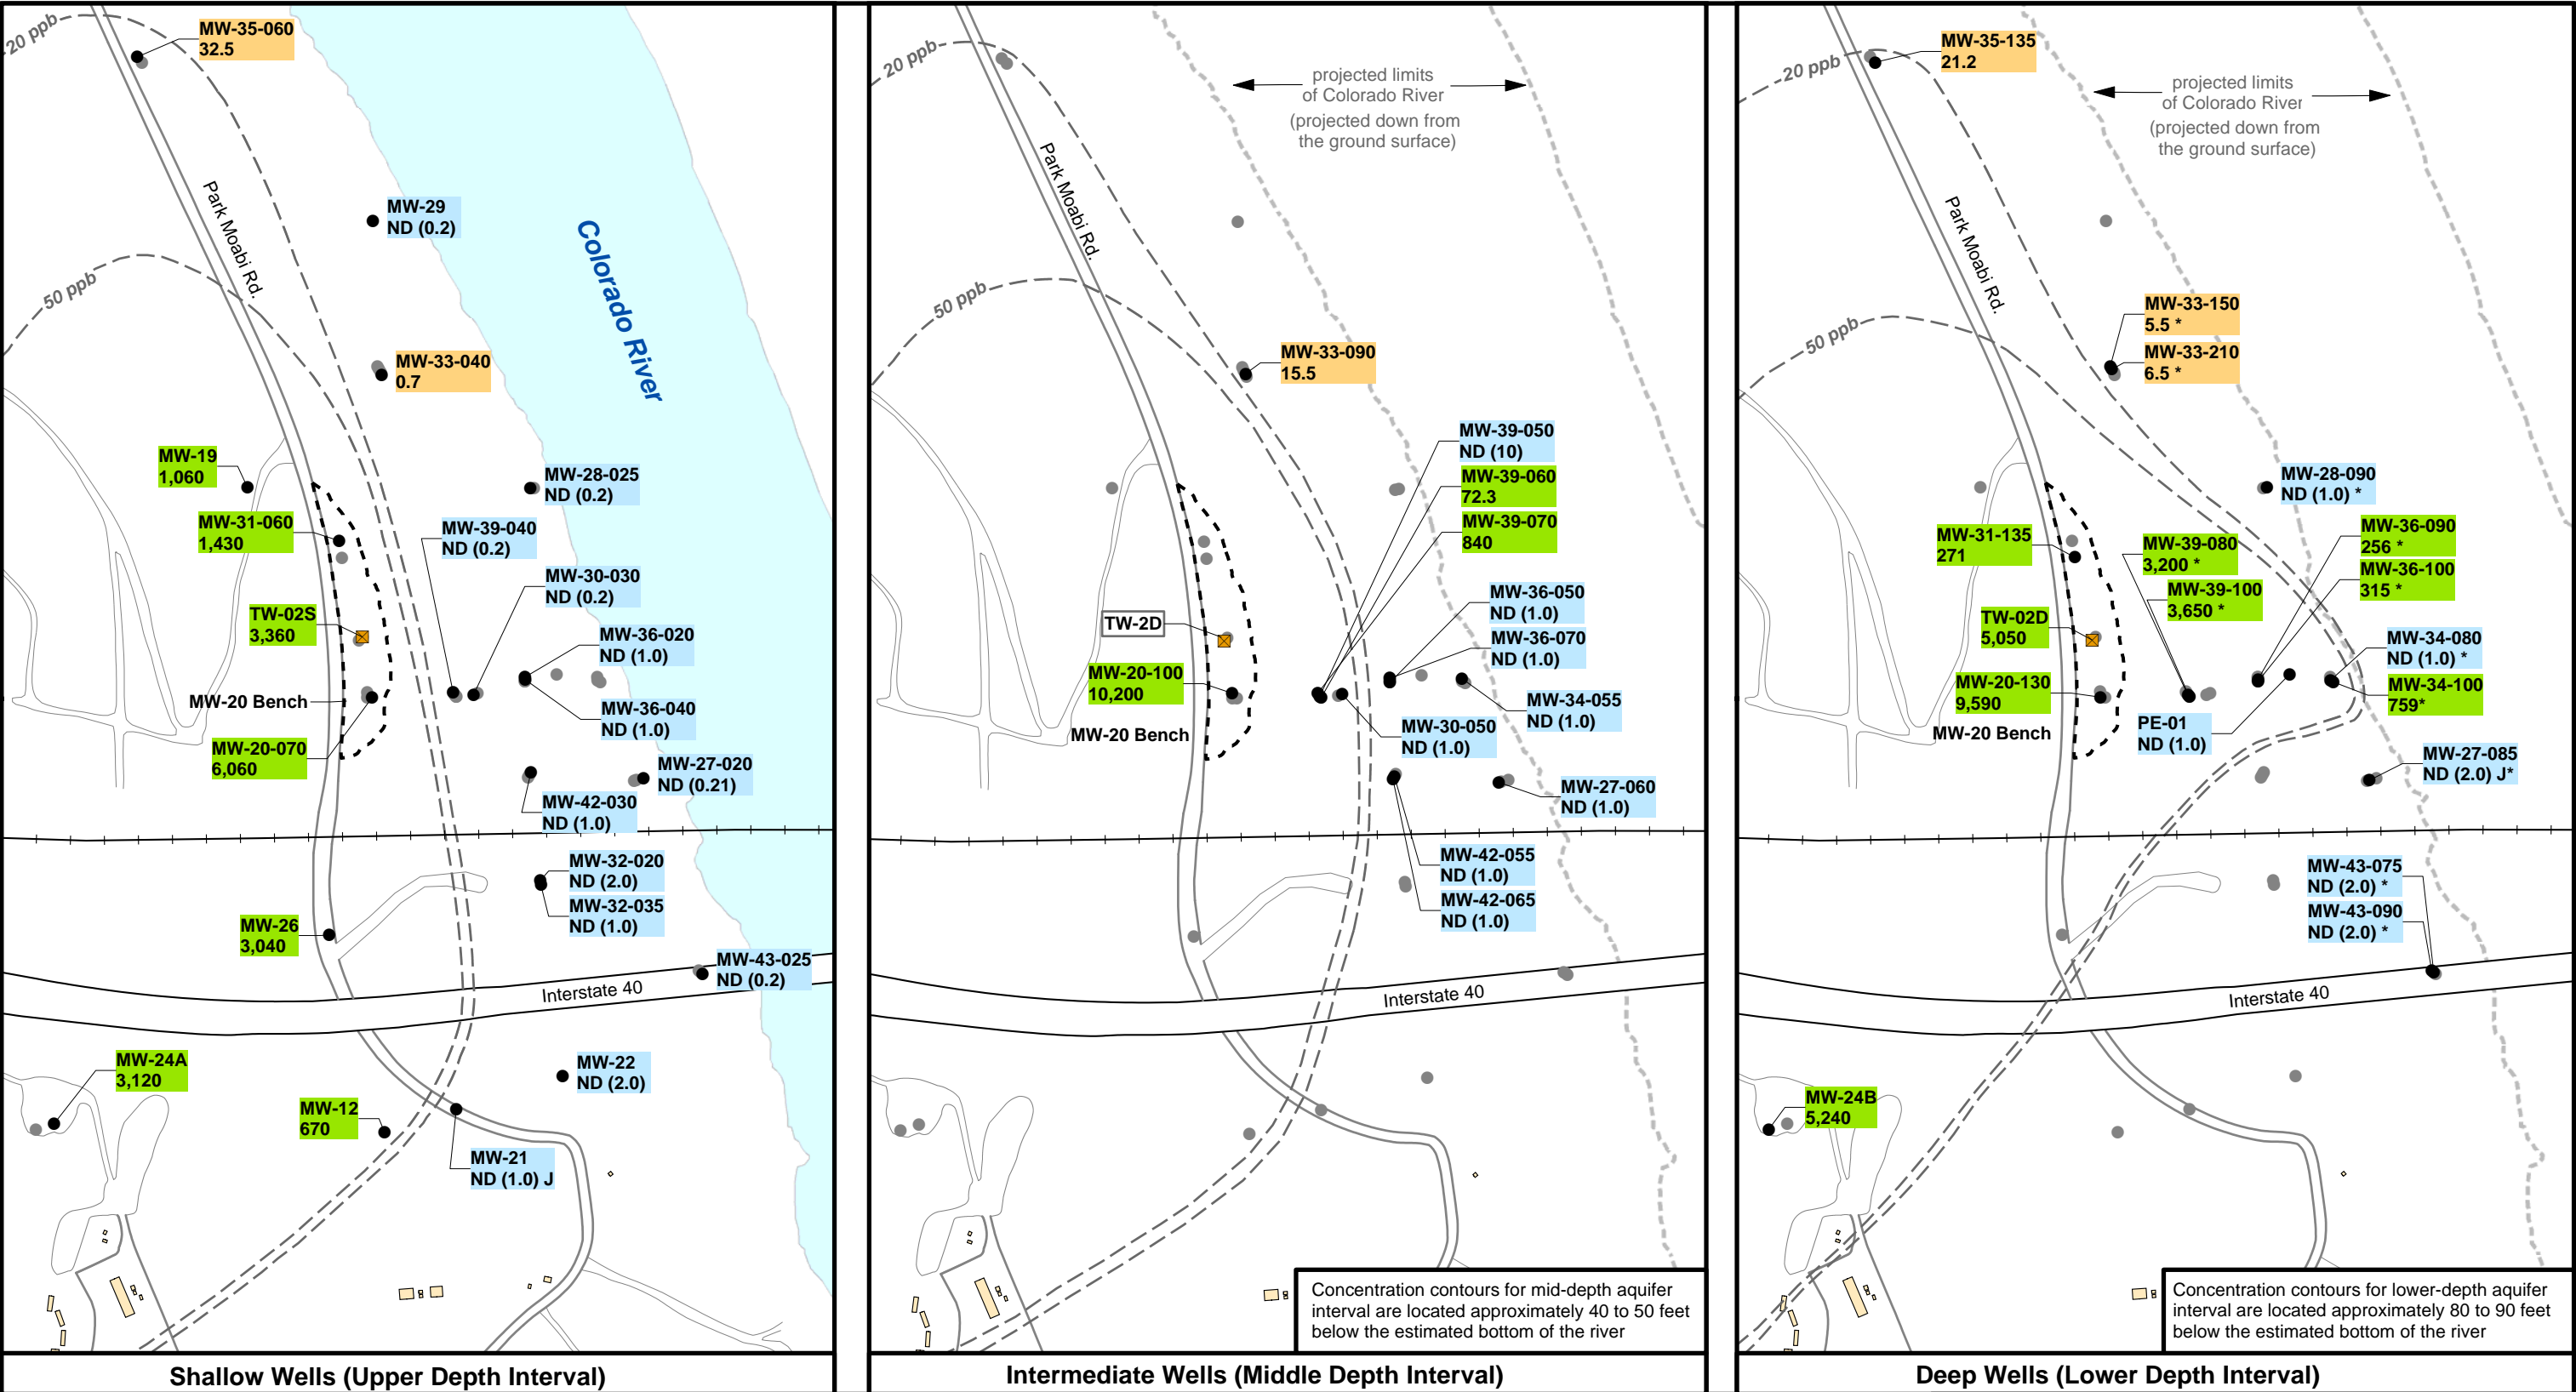 20 ppb
MW-35-060
32.5
Park Moabi Rd.
MW-29
ND (0.2)
Colorado River
50 ppb
MW-33-040
0.7
MW-19
1,060
MW-28-025
ND (0.2)
MW-31-060
1,430
MW-39-040
ND (0.2)
MW-30-030
ND (0.2)
TW-02S
3,360
MW-36-020
ND (1.0)
MW-20 Bench
MW-36-040
ND (1.0)
MW-20-070
6,060
MW-27-020
ND (0.21)
MW-42-030
ND (1.0)
MW-32-020
ND (2.0)
MW-32-035
ND (1.0)
MW-26
3,040
MW-43-025
ND (0.2)
Interstate 40
MW-24A
3,120
MW-22
ND (2.0)
MW-12
670
MW-21
ND (1.0) J
Shallow Wells (Upper Depth Interval)
20 ppb
projected limits
of Colorado River
(projected down from
the ground surface)
Park Moabi Rd.
50 ppb
MW-33-090
15.5
MW-39-050
ND (10)
MW-39-060
72.3
MW-39-070
840
MW-36-050
ND (1.0)
TW-2D
MW-36-070
ND (1.0)
MW-20-100
10,200
MW-34-055
ND (1.0)
MW-20 Bench
MW-30-050
ND (1.0)
MW-27-060
ND (1.0)
MW-42-055
ND (1.0)
MW-42-065
ND (1.0)
Interstate 40
Concentration contours for mid-depth aquifer
interval are located approximately 40 to 50 feet
below the estimated bottom of the river
Intermediate Wells (Middle Depth Interval)
MW-35-135
21.2
20 ppb
projected limits
of Colorado River
(projected down from
the ground surface)
Park Moabi Rd.
MW-33-150
5.5 *
50 ppb
MW-33-210
6.5 *
MW-28-090
ND (1.0) *
MW-31-135
271
MW-39-080
3,200 *
MW-36-090
256 *
MW-39-100
3,650 *
MW-36-100
315 *
TW-02D
5,050
MW-34-080
ND (1.0) *
MW-20-130
9,590
MW-34-100
759*
MW-20 Bench
PE-01
ND (1.0)
MW-27-085
ND (2.0) J*
MW-43-075
ND (2.0) *
MW-43-090
ND (2.0) *
Interstate 40
MW-24B
5,240
Concentration contours for lower-depth aquifer
interval are located approximately 80 to 90 feet
below the estimated bottom of the river
Deep Wells (Lower Depth Interval)